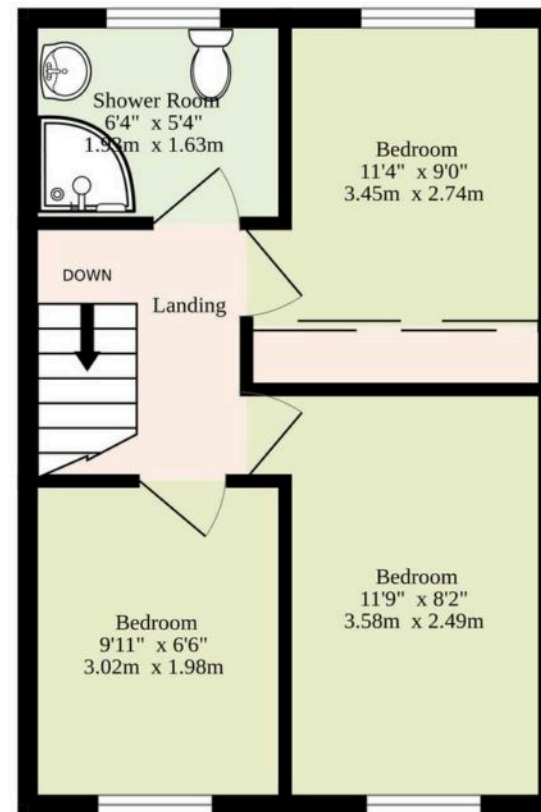 Shower Room
6'4" x 5'4"
1.93m x 1.63m
Bedroom
11'4" x 9'0"
3.45m x 2.74m
DOWN
Landing
Bedroom
11'9" x 8'2"
3.58m x 2.49m
Bedroom
9'11" x 6'6"
3.02m x 1.98m